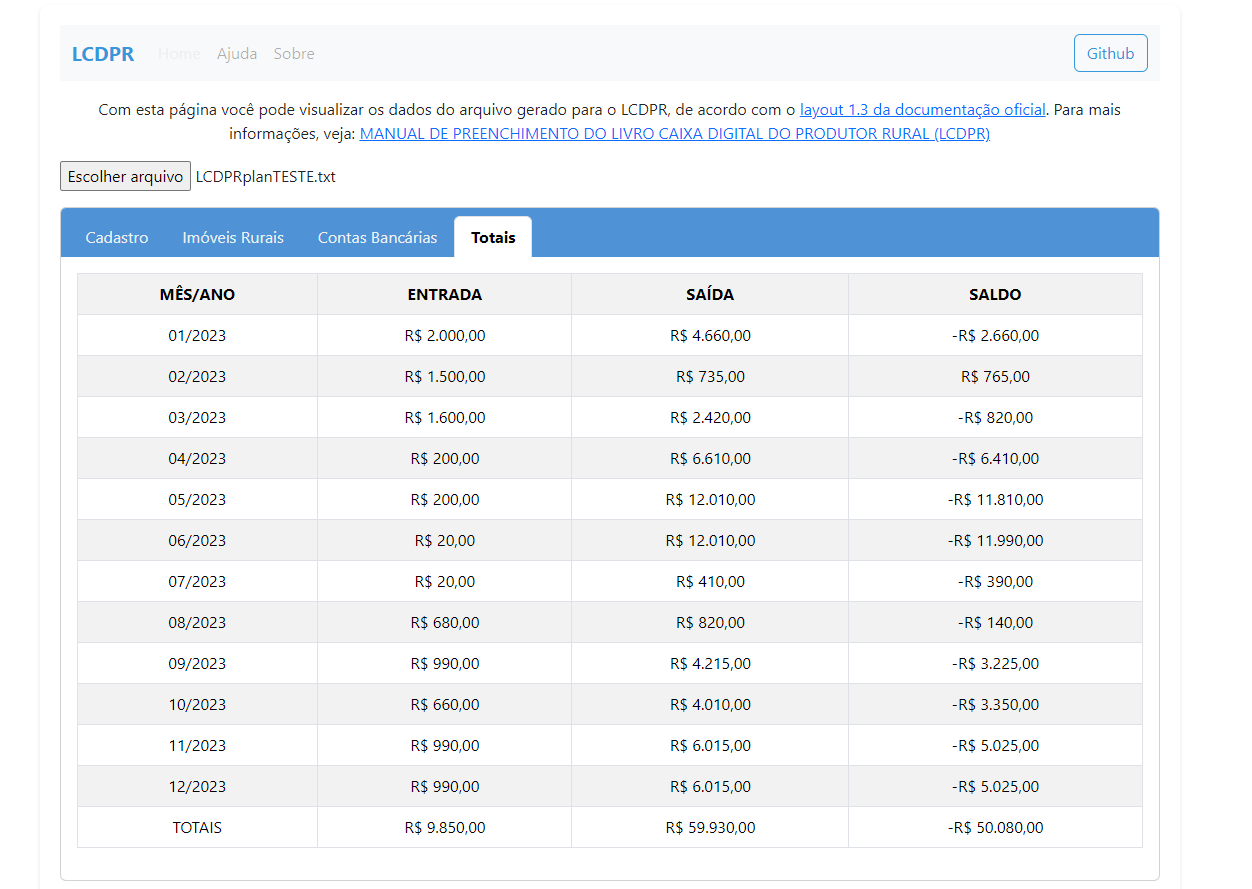 LCDPR Home Ajuda Sobre Github
Com esta página você pode visualizar os dados do arquivo gerado para o LCDPR, de acordo com o layout 1.3 da documentação oficial. Para mais
informações, veja: MANUAL DE PREENCHIMENTO DO LIVRO CAIXA DIGITAL DO PRODUTOR RURAL (LCDPR)
Escolher arquivo LCDPRplanTESTE.txt
Cadastro Imóveis Rurais Contas Bancárias Totais
MÊS/ANO ENTRADA SAÍDA SALDO
01/2023 R$ 2.000,00 R$ 4.660,00 -R$ 2.660,00
02/2023 R$ 1.500,00 R$ 735,00 R$ 765,00
03/2023 R$ 1.600,00 R$ 2.420,00 -R$ 820,00
04/2023 R$ 200,00 R$ 6.610,00 -R$ 6.410,00
05/2023 R$ 200,00 R$ 12.010,00 -R$ 11.810,00
06/2023 R$ 20,00 R$ 12.010,00 -R$ 11.990,00
07/2023 R$ 20,00 R$ 410,00 -R$ 390,00
08/2023 R$ 680,00 R$ 820,00 -R$ 140,00
09/2023 R$ 990,00 R$ 4.215,00 -R$ 3.225,00
10/2023 R$ 660,00 R$ 4.010,00 -R$ 3.350,00
11/2023 R$ 990,00 R$ 6.015,00 -R$ 5.025,00
12/2023 R$ 990,00 R$ 6.015,00 -R$ 5.025,00
TOTAIS R$ 9.850,00 R$ 59.930,00 -R$ 50.080,00